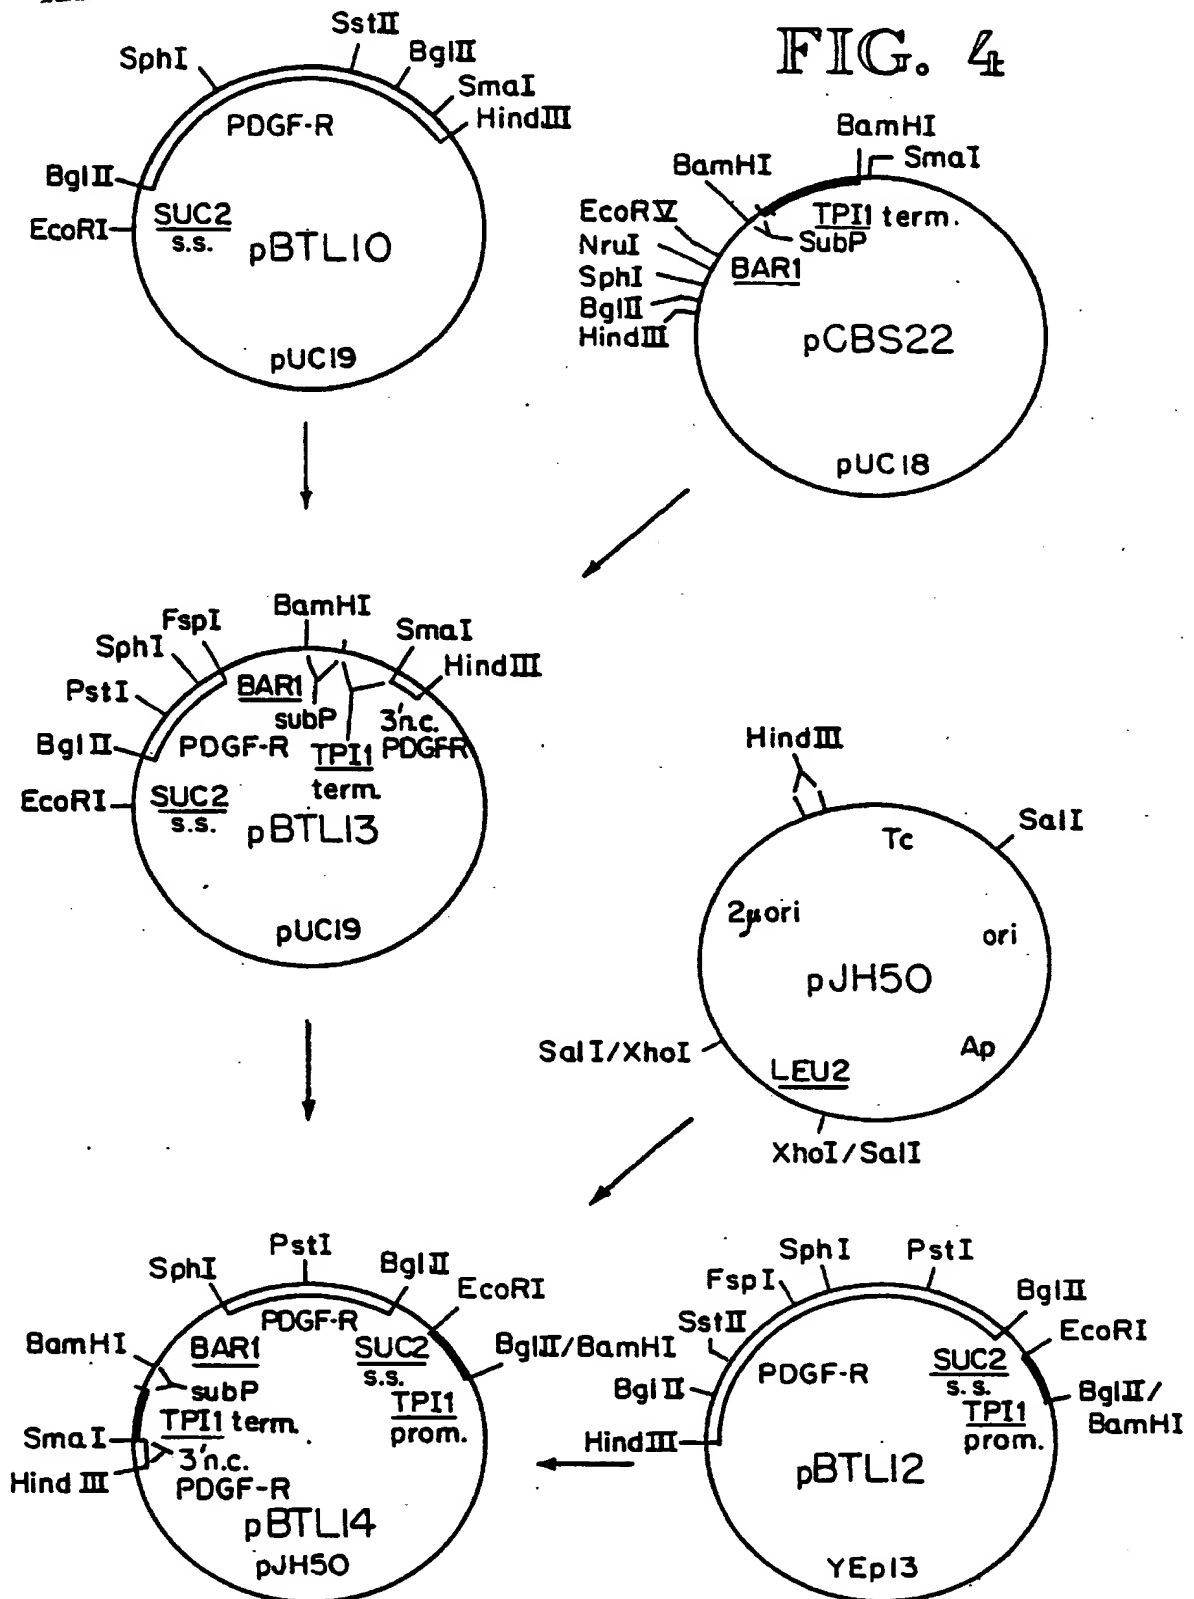 FIG. 4
SphI
SstII
BglII
SmaI
HindIII
PDGF-R
BglII
EcoRI
SUC2
s.s.
pBTL10
pUC19
BamHI
SmaI
BamHI
TPI1 term.
SubP
EcoRV
NruI
SphI
BglII
HindIII
BAR1
pCBS22
pUC18
BamHI
FspI
SphI
PstI
BglII
EcoRI
SmaI
HindIII
BAR1
subP
3'n.c.
PDGFR
PDGF-R
TPI1
term.
SUC2
s.s.
pBTL13
pUC19
HindIII
SalI
Tc
2μori
ori
pJH50
SalI/XhoI
Ap
LEU2
XhoI/SalI
PstI
SphI
BglII
EcoRI
PDGF-R
BamHI
BAR1
SUC2
s.s.
BglII/BamHI
subP
TPI1
prom.
TPI1 term.
SmaI
HindIII
3'n.c.
PDGF-R
pBTL14
pJH50
SphI
PstI
FspI
BglII
SstII
EcoRI
PDGF-R
SUC2
s.s.
BglII
BglII/
BamHI
TPI1
prom.
HindIII
pBTL12
YEp13